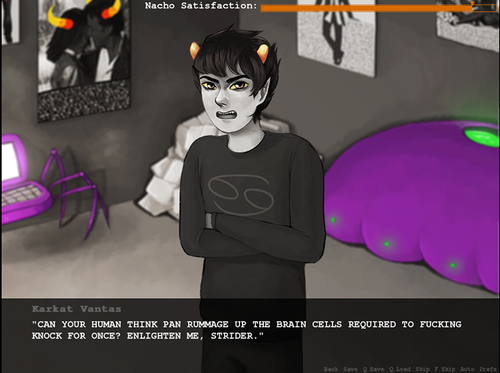 Nacho Satisfaction:
Karkat Vantas
"CAN YOUR HUMAN THINK PAN RUMMAGE UP THE BRAIN CELLS REQUIRED TO FUCKING
KNOCK FOR ONCE? ENLIGHTEN ME, STRIDER."
Back Save Q.Save Q.Load Skip F.Skip Auto Prefs